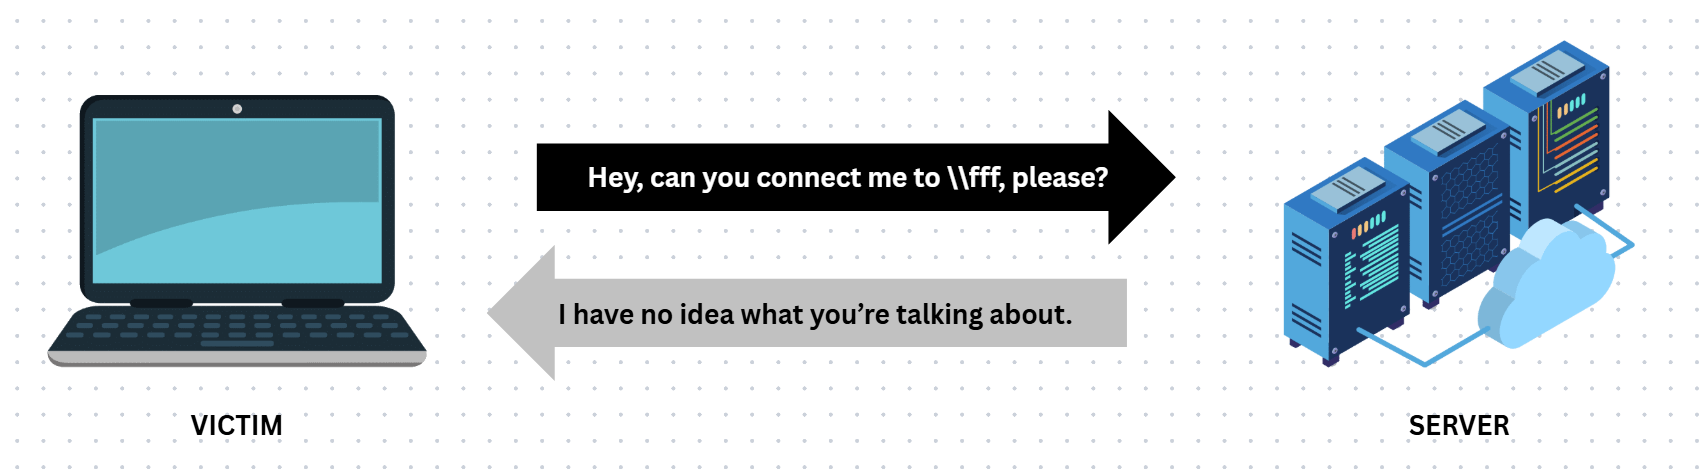 Hey, can you connect me to \\fff, please?
I have no idea what you’re talking about.
VICTIM
SERVER